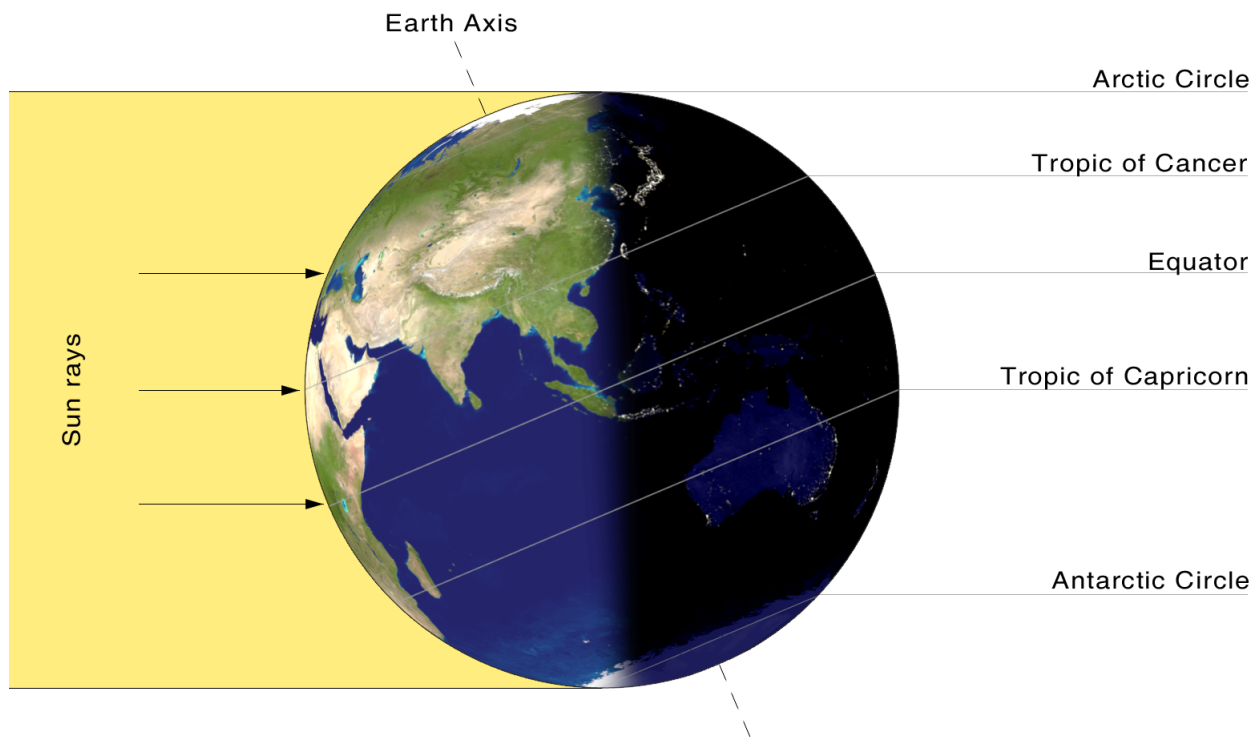 Earth Axis
Arctic Circle
Tropic of Cancer
Equator
Tropic of Capricorn
Sun rays
Antarctic Circle